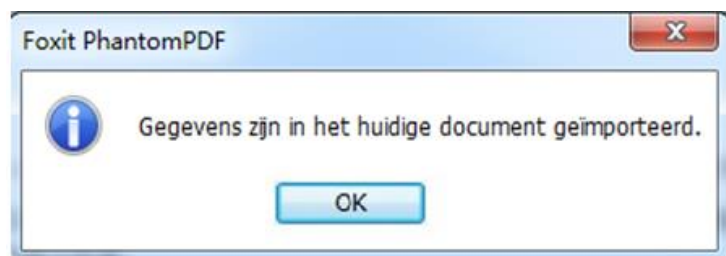 Foxit PhantomPDF
Gegevens zijn in het huidige document geïmporteerd.
OK